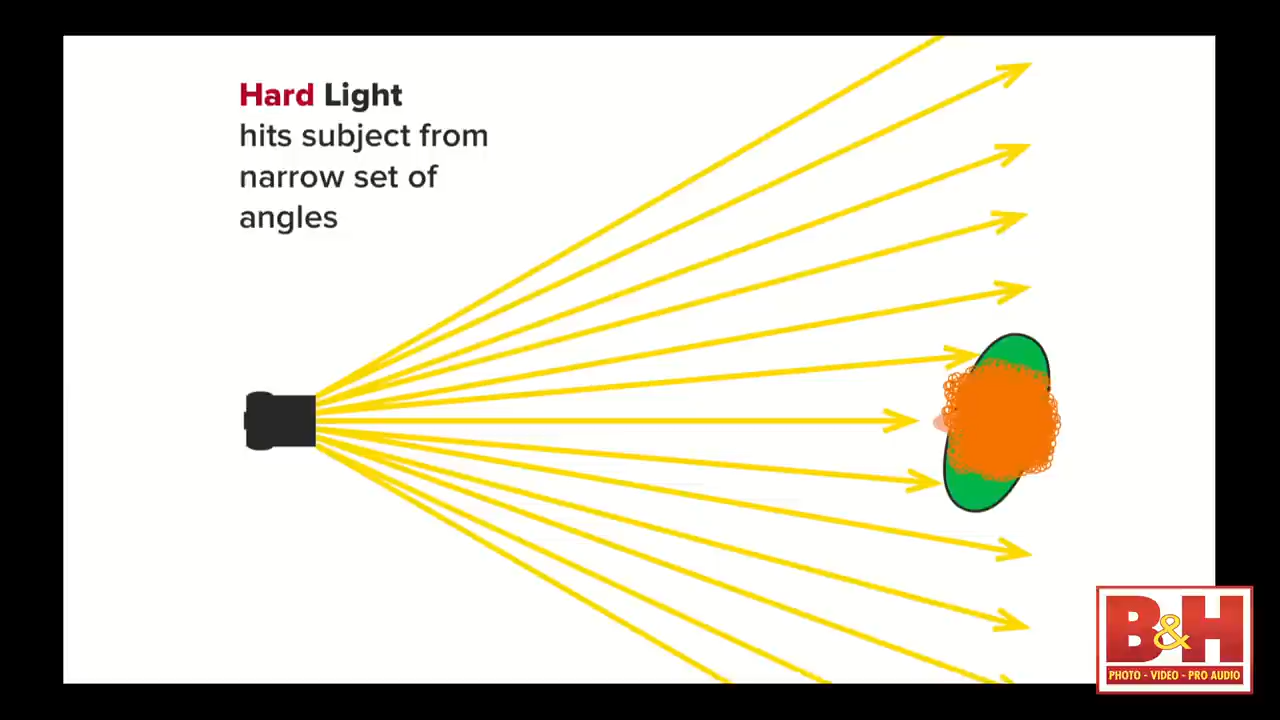 Hard Light
hits subject from
narrow set of
angles
B&H
PHOTO - VIDEO - PRO AUDIO